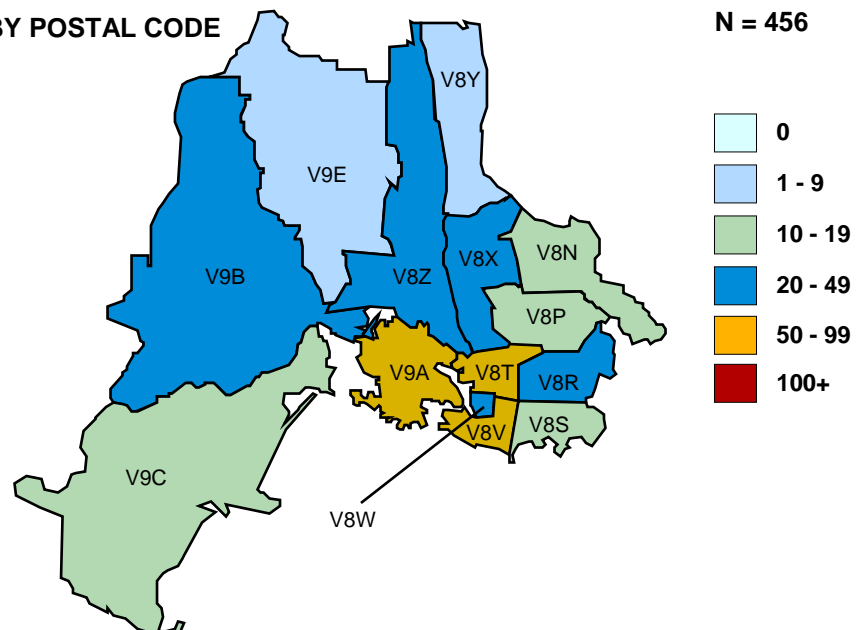 BY POSTAL CODE
N = 456
0
1 - 9
10 - 19
20 - 49
50 - 99
100+
V8Y
V9E
V8N
V8X
V9B
V8Z
V8P
V9A
V8T
V8R
V8V
V8S
V9C
V8W